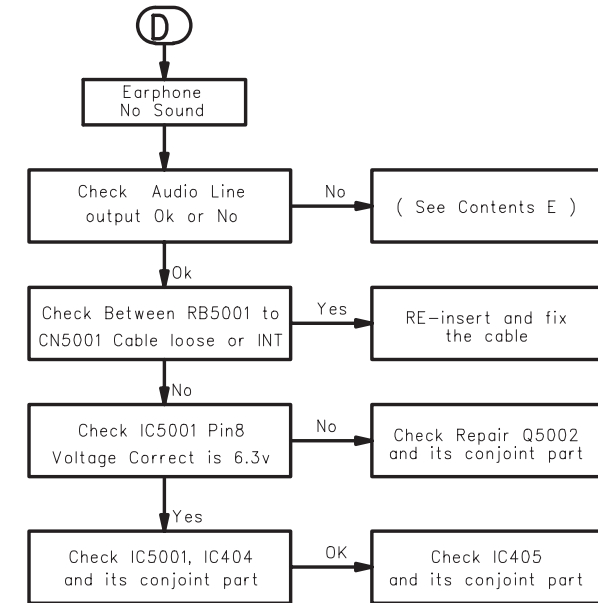 D
Earphone
No Sound
Check Audio Line
output Ok or No
No
( See Contents E )
Ok
Check Between RB5001 to
CN5001 Cable loose or INT
Yes
RE-insert and fix
the cable
No
Check IC5001 Pin8
Voltage Correct is 6.3v
No
Check Repair Q5002
and its conjoint part
Yes
Check IC5001, IC404
and its conjoint part
OK
Check IC405
and its conjoint part